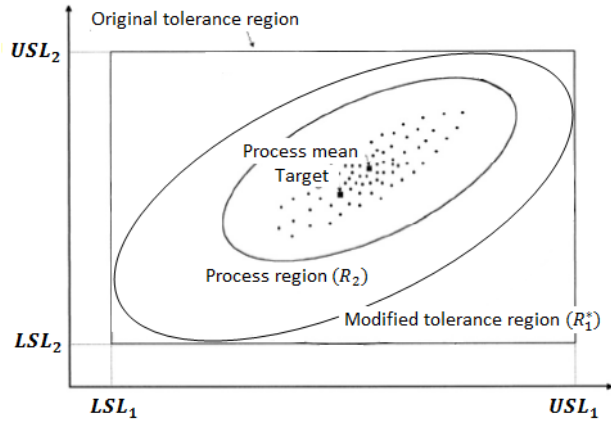 Original tolerance region
USL₂
Process mean
Target
Process region (R₂)
Modified tolerance region (R₁*)
LSL₂
LSL₁
USL₁